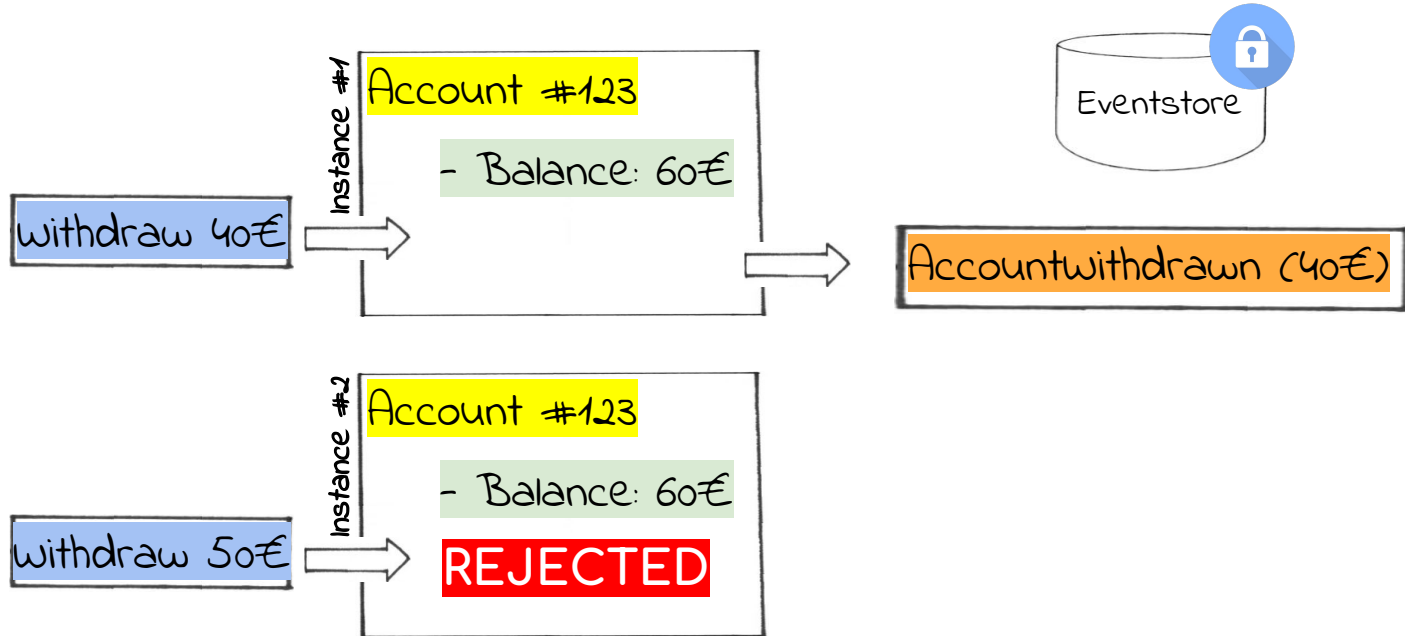 Instance #1
Account #123
- Balance: 60€
withdraw 40€
Eventstore
Accountwithdrawn (40€)
Instance #2
Account #123
- Balance: 60€
withdraw 50€
REJECTED